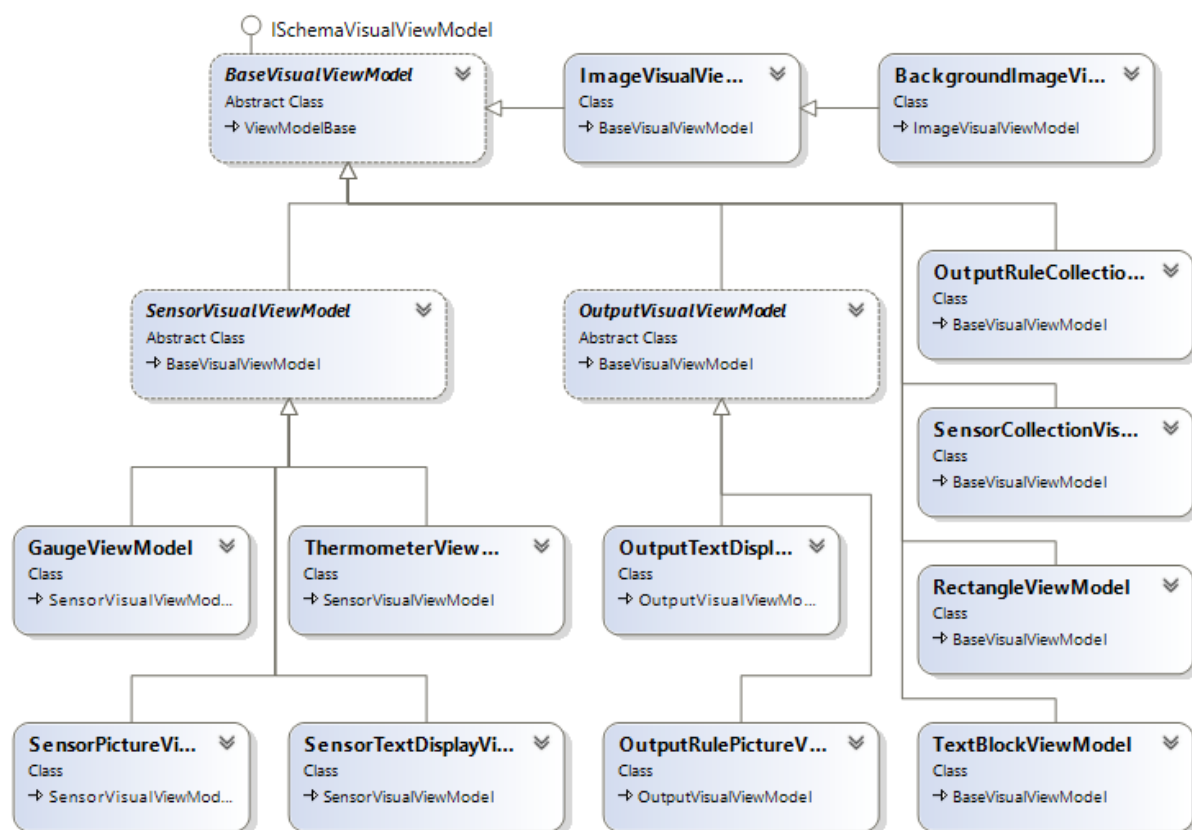 ISchemaVisualViewModel
BaseVisualViewModel
Abstract Class
ViewModelBase
ImageVisualVie...
Class
BaseVisualViewModel
BackgroundImageVi...
Class
ImageVisualViewModel
SensorVisualViewModel
Abstract Class
BaseVisualViewModel
OutputVisualViewModel
Abstract Class
BaseVisualViewModel
OutputRuleCollectio...
Class
BaseVisualViewModel
SensorCollectionVis...
Class
BaseVisualViewModel
GaugeViewModel
Class
SensorVisualViewMod...
ThermometerView...
Class
SensorVisualViewModel
OutputTextDispl...
Class
OutputVisualViewMo...
RectangleViewModel
Class
BaseVisualViewModel
SensorPictureVi...
Class
SensorVisualViewMod...
SensorTextDisplayVi...
Class
SensorVisualViewModel
OutputRulePictureV...
Class
OutputVisualViewModel
TextBlockViewModel
Class
BaseVisualViewModel